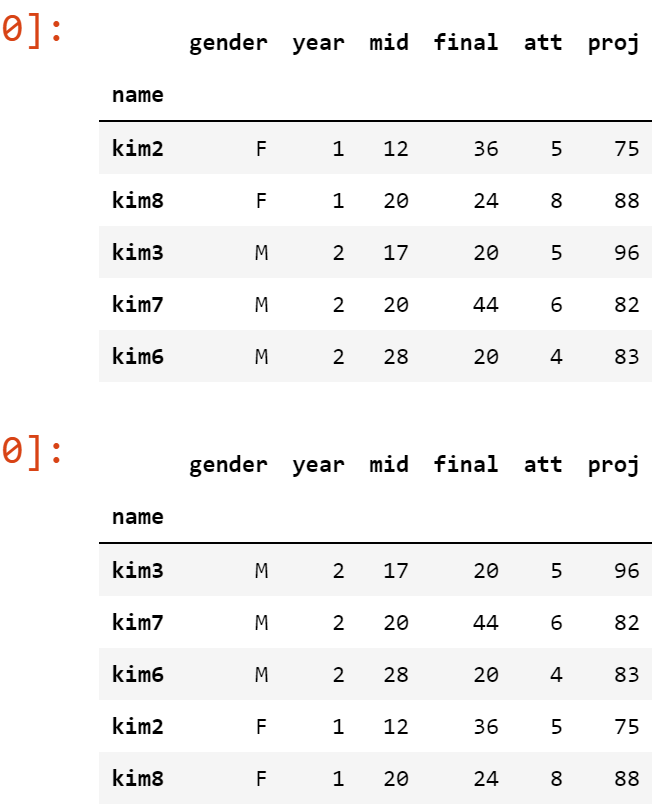 0]:
gender year mid final att proj
name
kim2 F 1 12 36 5 75
kim8 F 1 20 24 8 88
kim3 M 2 17 20 5 96
kim7 M 2 20 44 6 82
kim6 M 2 28 20 4 83
0]:
gender year mid final att proj
name
kim3 M 2 17 20 5 96
kim7 M 2 20 44 6 82
kim6 M 2 28 20 4 83
kim2 F 1 12 36 5 75
kim8 F 1 20 24 8 88